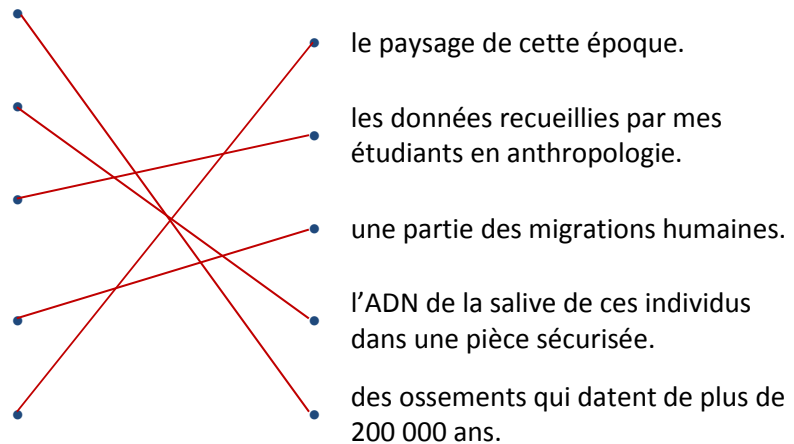 le paysage de cette époque.
les données recueillies par mes
étudiants en anthropologie.
une partie des migrations humaines.
l’ADN de la salive de ces individus
dans une pièce sécurisée.
des ossements qui datent de plus de
200 000 ans.